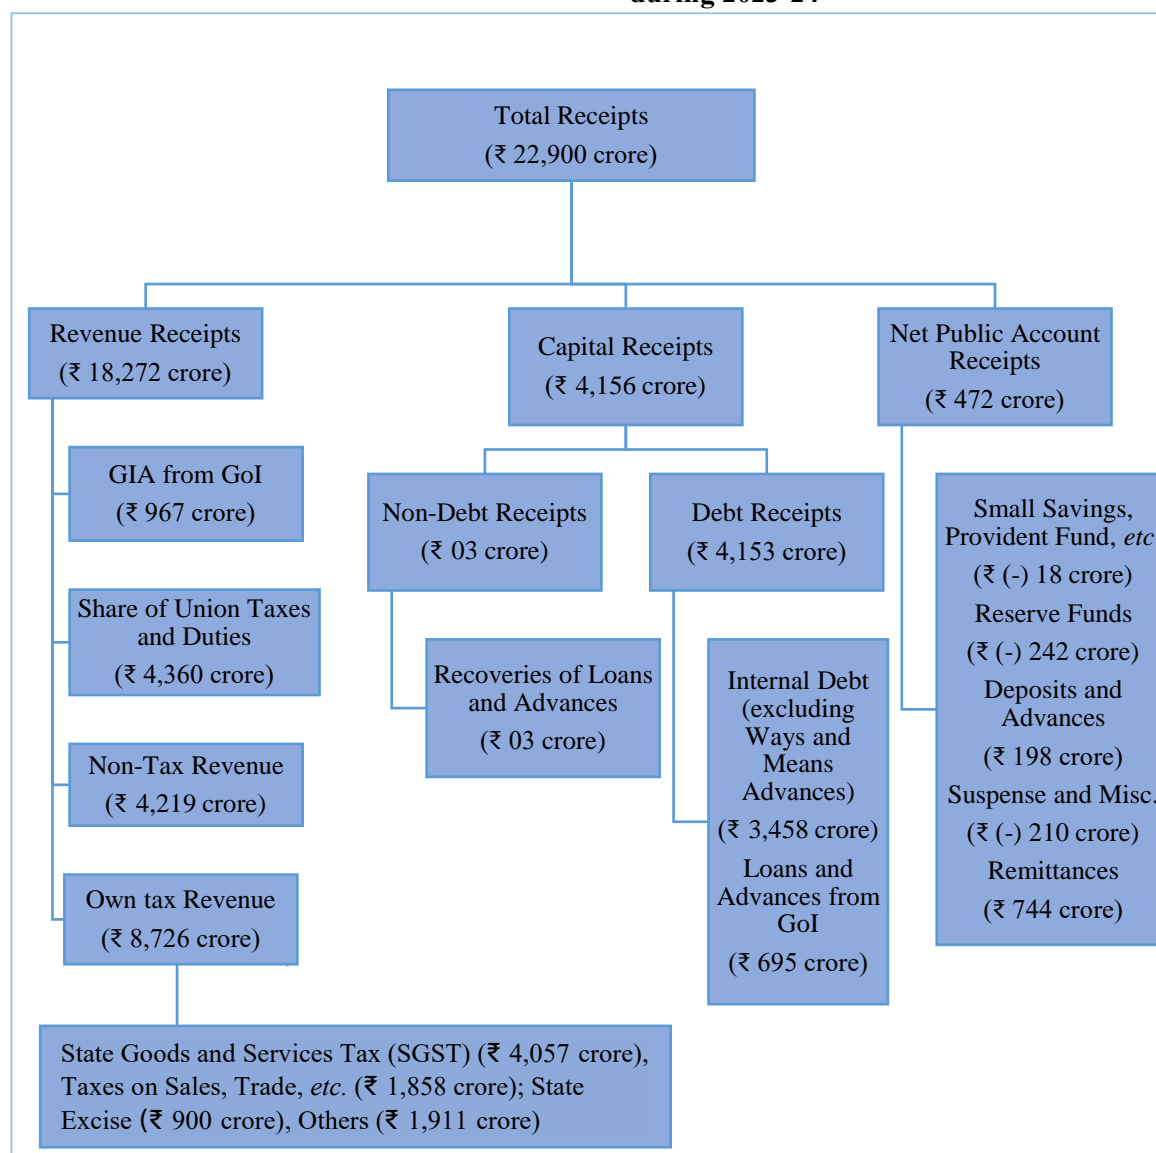 during 2023-24
Total Receipts
(₹ 22,900 crore)
Revenue Receipts
(₹ 18,272 crore)
Capital Receipts
(₹ 4,156 crore)
Net Public Account
Receipts
(₹ 472 crore)
GIA from GoI
(₹ 967 crore)
Share of Union Taxes
and Duties
(₹ 4,360 crore)
Non-Tax Revenue
(₹ 4,219 crore)
Own tax Revenue
(₹ 8,726 crore)
State Goods and Services Tax (SGST) (₹ 4,057 crore),
Taxes on Sales, Trade, etc. (₹ 1,858 crore); State
Excise (₹ 900 crore), Others (₹ 1,911 crore)
Non-Debt Receipts
(₹ 03 crore)
Recoveries of Loans
and Advances
(₹ 03 crore)
Debt Receipts
(₹ 4,153 crore)
Internal Debt
(excluding
Ways and
Means
Advances)
(₹ 3,458 crore)
Loans and
Advances from
GoI
(₹ 695 crore)
Small Savings,
Provident Fund, etc
(₹ (-) 18 crore)
Reserve Funds
(₹ (-) 242 crore)
Deposits and
Advances
(₹ 198 crore)
Suspense and Misc.
(₹ (-) 210 crore)
Remittances
(₹ 744 crore)